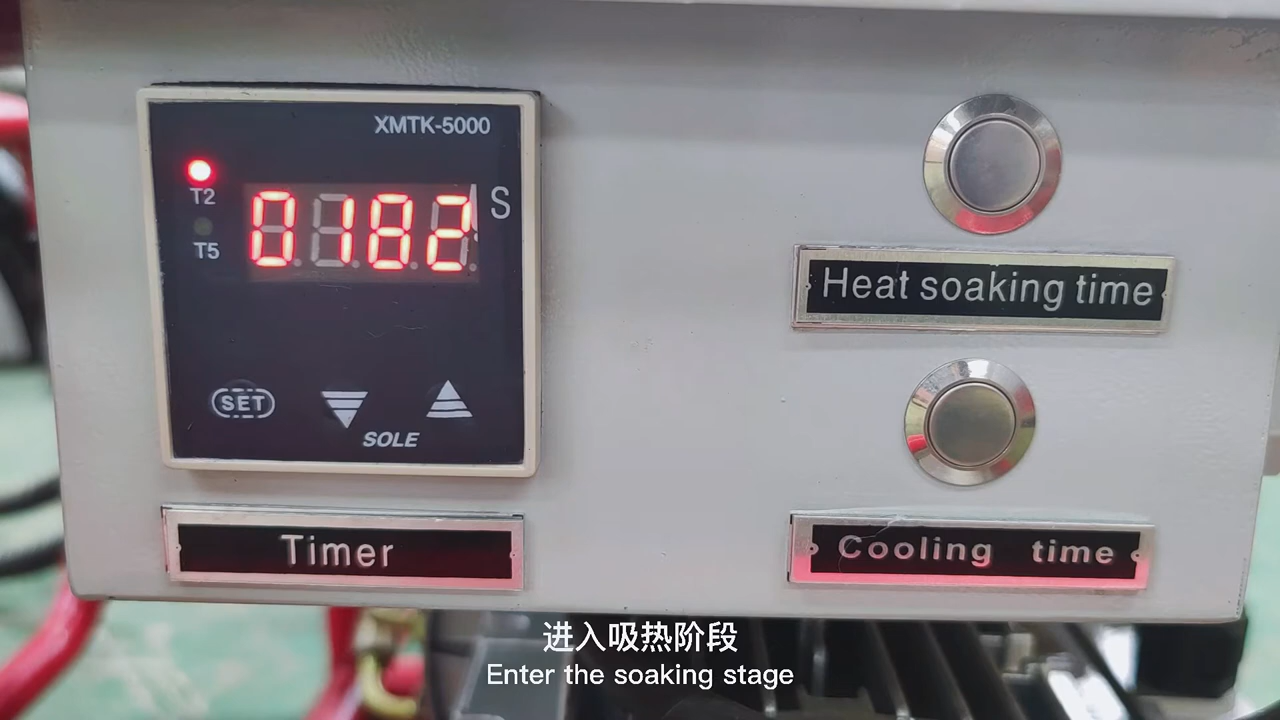 XMTK-5000
T2
0182 S
T5
SET
SOLE
Timer
Heat soaking time
Cooling time
进入吸热阶段
Enter the soaking stage